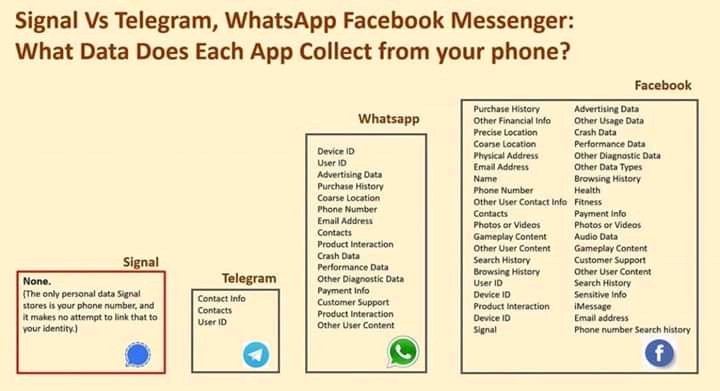 Signal Vs Telegram, WhatsApp Facebook Messenger:
What Data Does Each App Collect from your phone?
Signal
None.
(The only personal data Signal
stores is your phone number, and
it makes no attempt to link that to
your identity.)
Telegram
Contact Info
Contacts
User ID
Whatsapp
Device ID
User ID
Advertising Data
Purchase History
Coarse Location
Phone Number
Email Address
Contacts
Product Interaction
Crash Data
Performance Data
Other Diagnostic Data
Payment Info
Customer Support
Product Interaction
Other User Content
Facebook
Purchase History
Other Financial Info
Precise Location
Coarse Location
Physical Address
Email Address
Name
Phone Number
Other User Contact Info
Contacts
Photos or Videos
Gameplay Content
Other User Content
Search History
Browsing History
User ID
Device ID
Product Interaction
Device ID
Signal
Advertising Data
Other Usage Data
Crash Data
Performance Data
Other Diagnostic Data
Other Data Types
Browsing History
Health
Fitness
Payment Info
Photos or Videos
Audio Data
Gameplay Content
Customer Support
Other User Content
Search History
Sensitive Info
iMessage
Email address
Phone number Search history